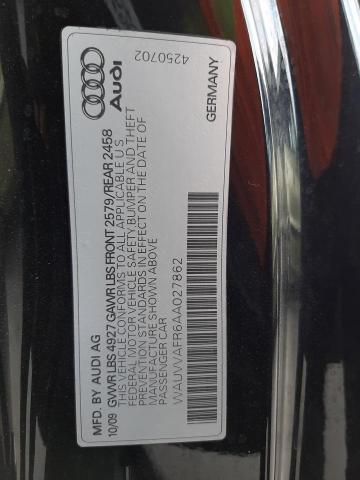 Audi
4250702
GERMANY
MFD. BY AUDI AG
10/09 GVWR LBS 4927 GAWR LBS FRONT 2579/REAR 2458
THIS VEHICLE CONFORMS TO ALL APPLICABLE U S
FEDERAL MOTOR VEHICLE SAFETY, BUMPER AND THEFT
PREVENTION STANDARDS IN EFFECT ON THE DATE OF
MANUFACTURE SHOWN ABOVE
PASSENGER CAR
WAUVVAFR6AA027862